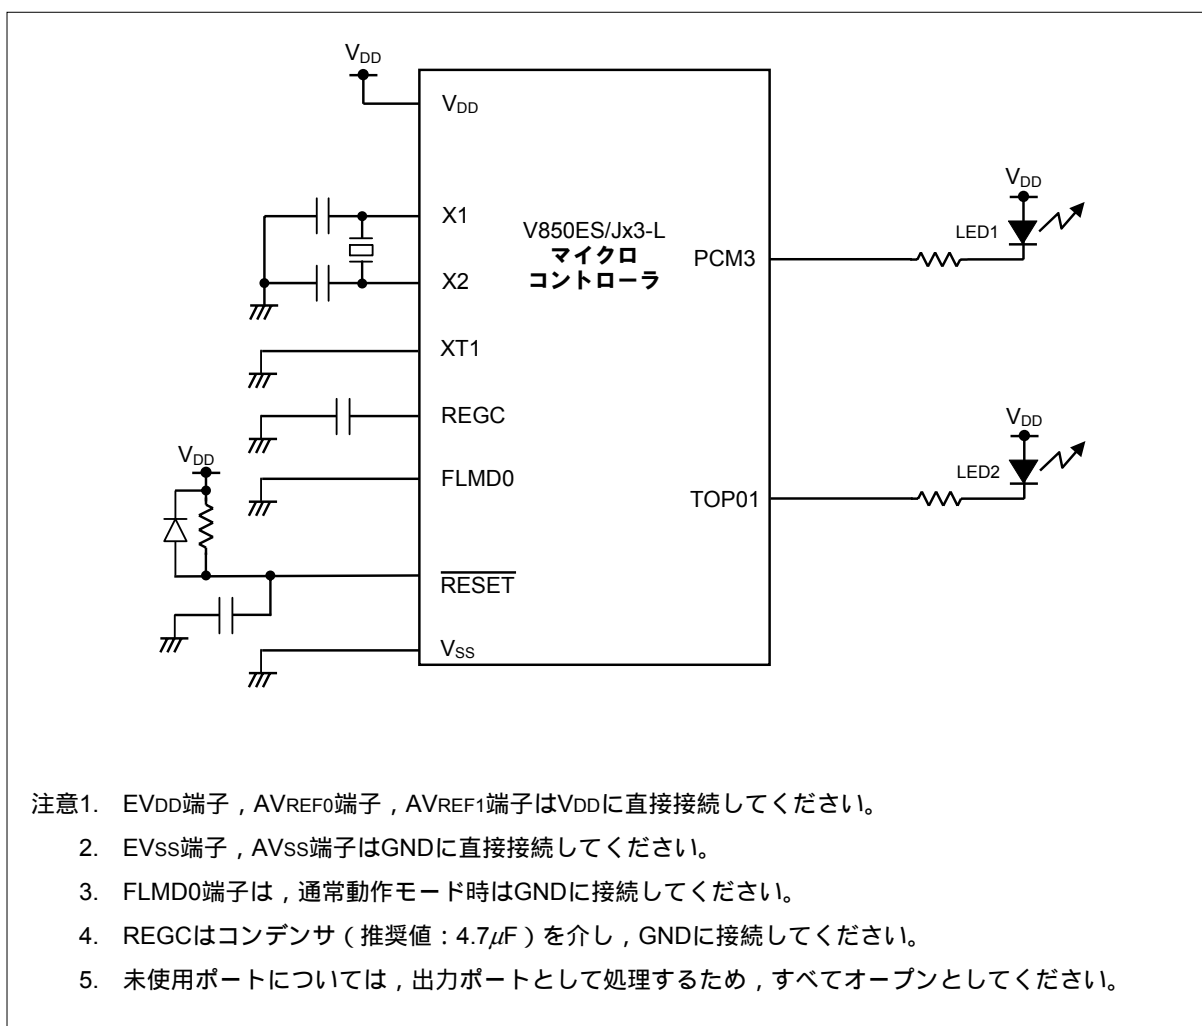 VDD
VDD
X1
X2
XT1
REGC
VDD
FLMD0
RESET
VSS
V850ES/Jx3-L
マイクロ
コントローラ
PCM3
VDD
LED1
TOP01
VDD
LED2
注意1. EVDD端子，AVREF0端子，AVREF1端子はVDDに直接接続してください。
2. EVSS端子，AVSS端子はGNDに直接接続してください。
3. FLMD0端子は，通常動作モード時はGNDに接続してください。
4. REGCはコンデンサ（推奨値：4.7μF）を介し，GNDに接続してください。
5. 未使用ポートについては，出力ポートとして処理するため，すべてオープンとしてください。